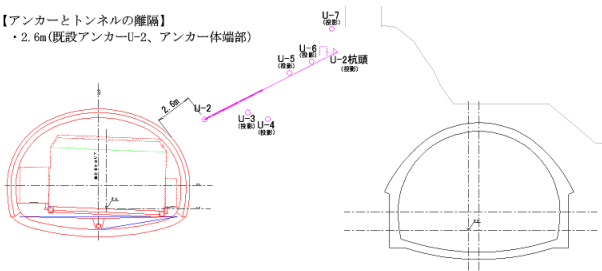 【アンカーとトンネルの離隔】
・2.6m(既設アンカーU-2、アンカー体端部)
U-7
(投影)
U-6
(投影)
U-5
(投影)
U-2杭頭
(投影)
2.6m
U-2
U-3
(投影)
U-4
(投影)